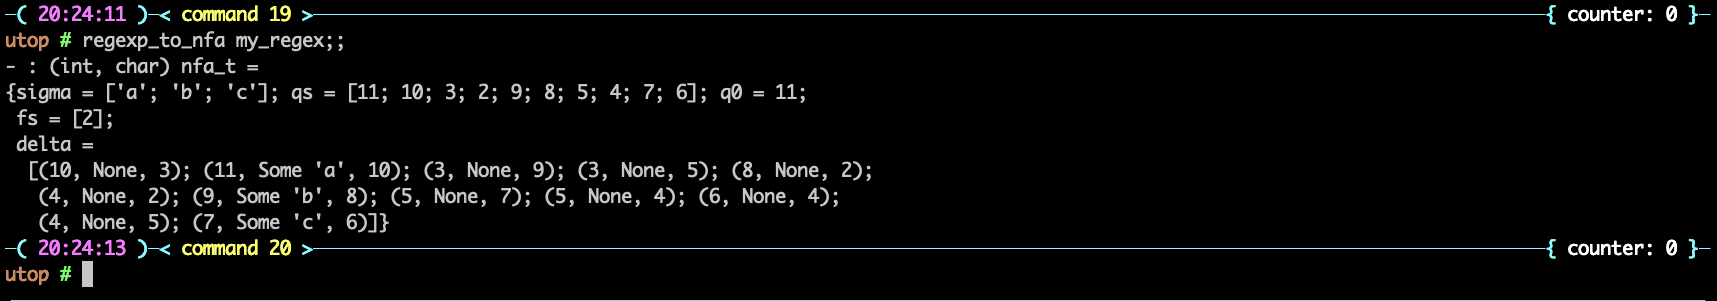 ─( 20:24:11 )─< command 19 >──────────{ counter: 0 }─
utop # regexp_to_nfa my_regex;;
- : (int, char) nfa_t =
{sigma = ['a'; 'b'; 'c']; qs = [11; 10; 3; 2; 9; 8; 5; 4; 7; 6]; q0 = 11;
 fs = [2];
 delta =
  [(10, None, 3); (11, Some 'a', 10); (3, None, 9); (3, None, 5); (8, None, 2);
   (4, None, 2); (9, Some 'b', 8); (5, None, 7); (5, None, 4); (6, None, 4);
   (4, None, 5); (7, Some 'c', 6)]}
─( 20:24:13 )─< command 20 >──────────{ counter: 0 }─
utop #